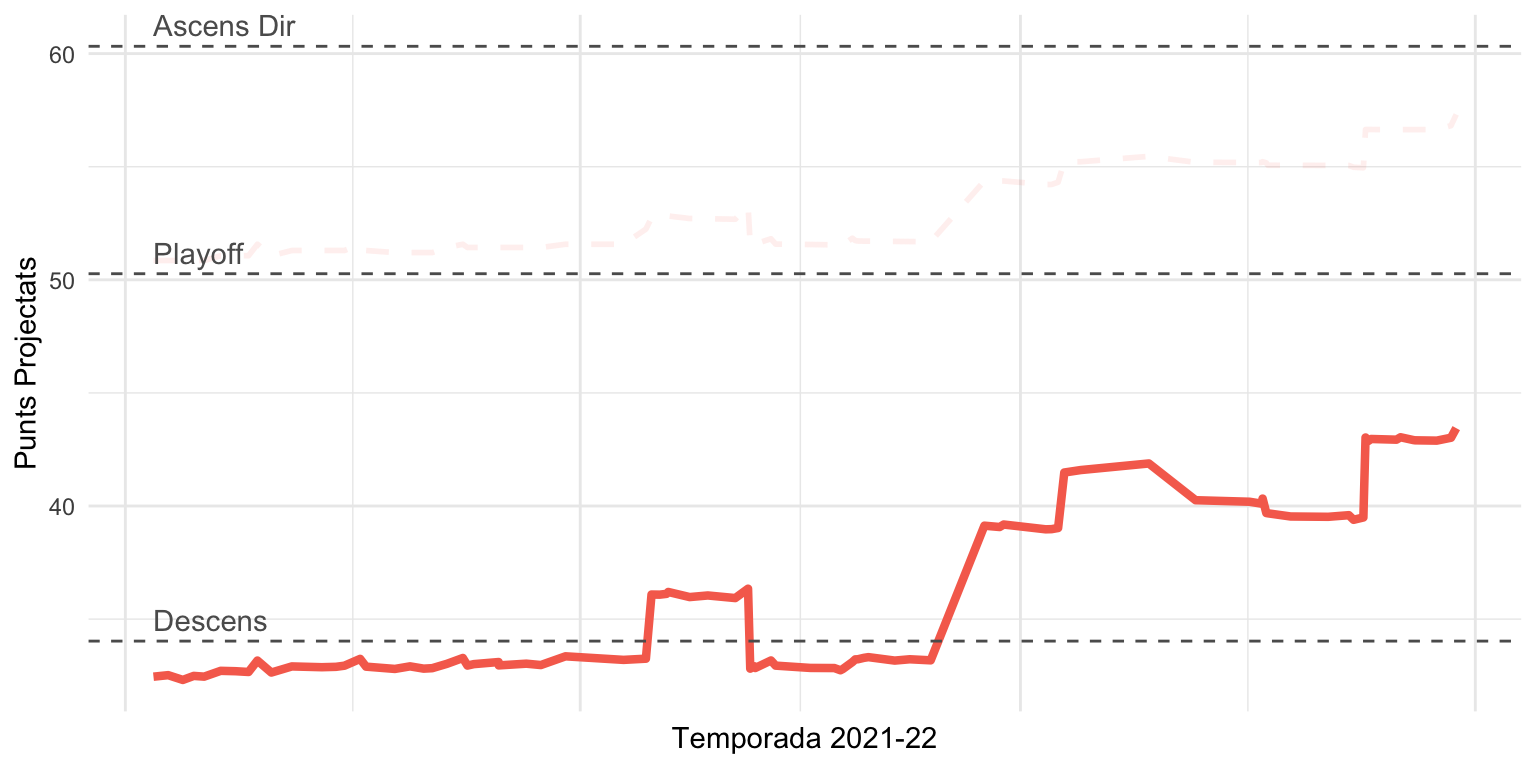 Ascens Dir
60
Playoff
50
Punts Projectats
40
Descens
Temporada 2021-22